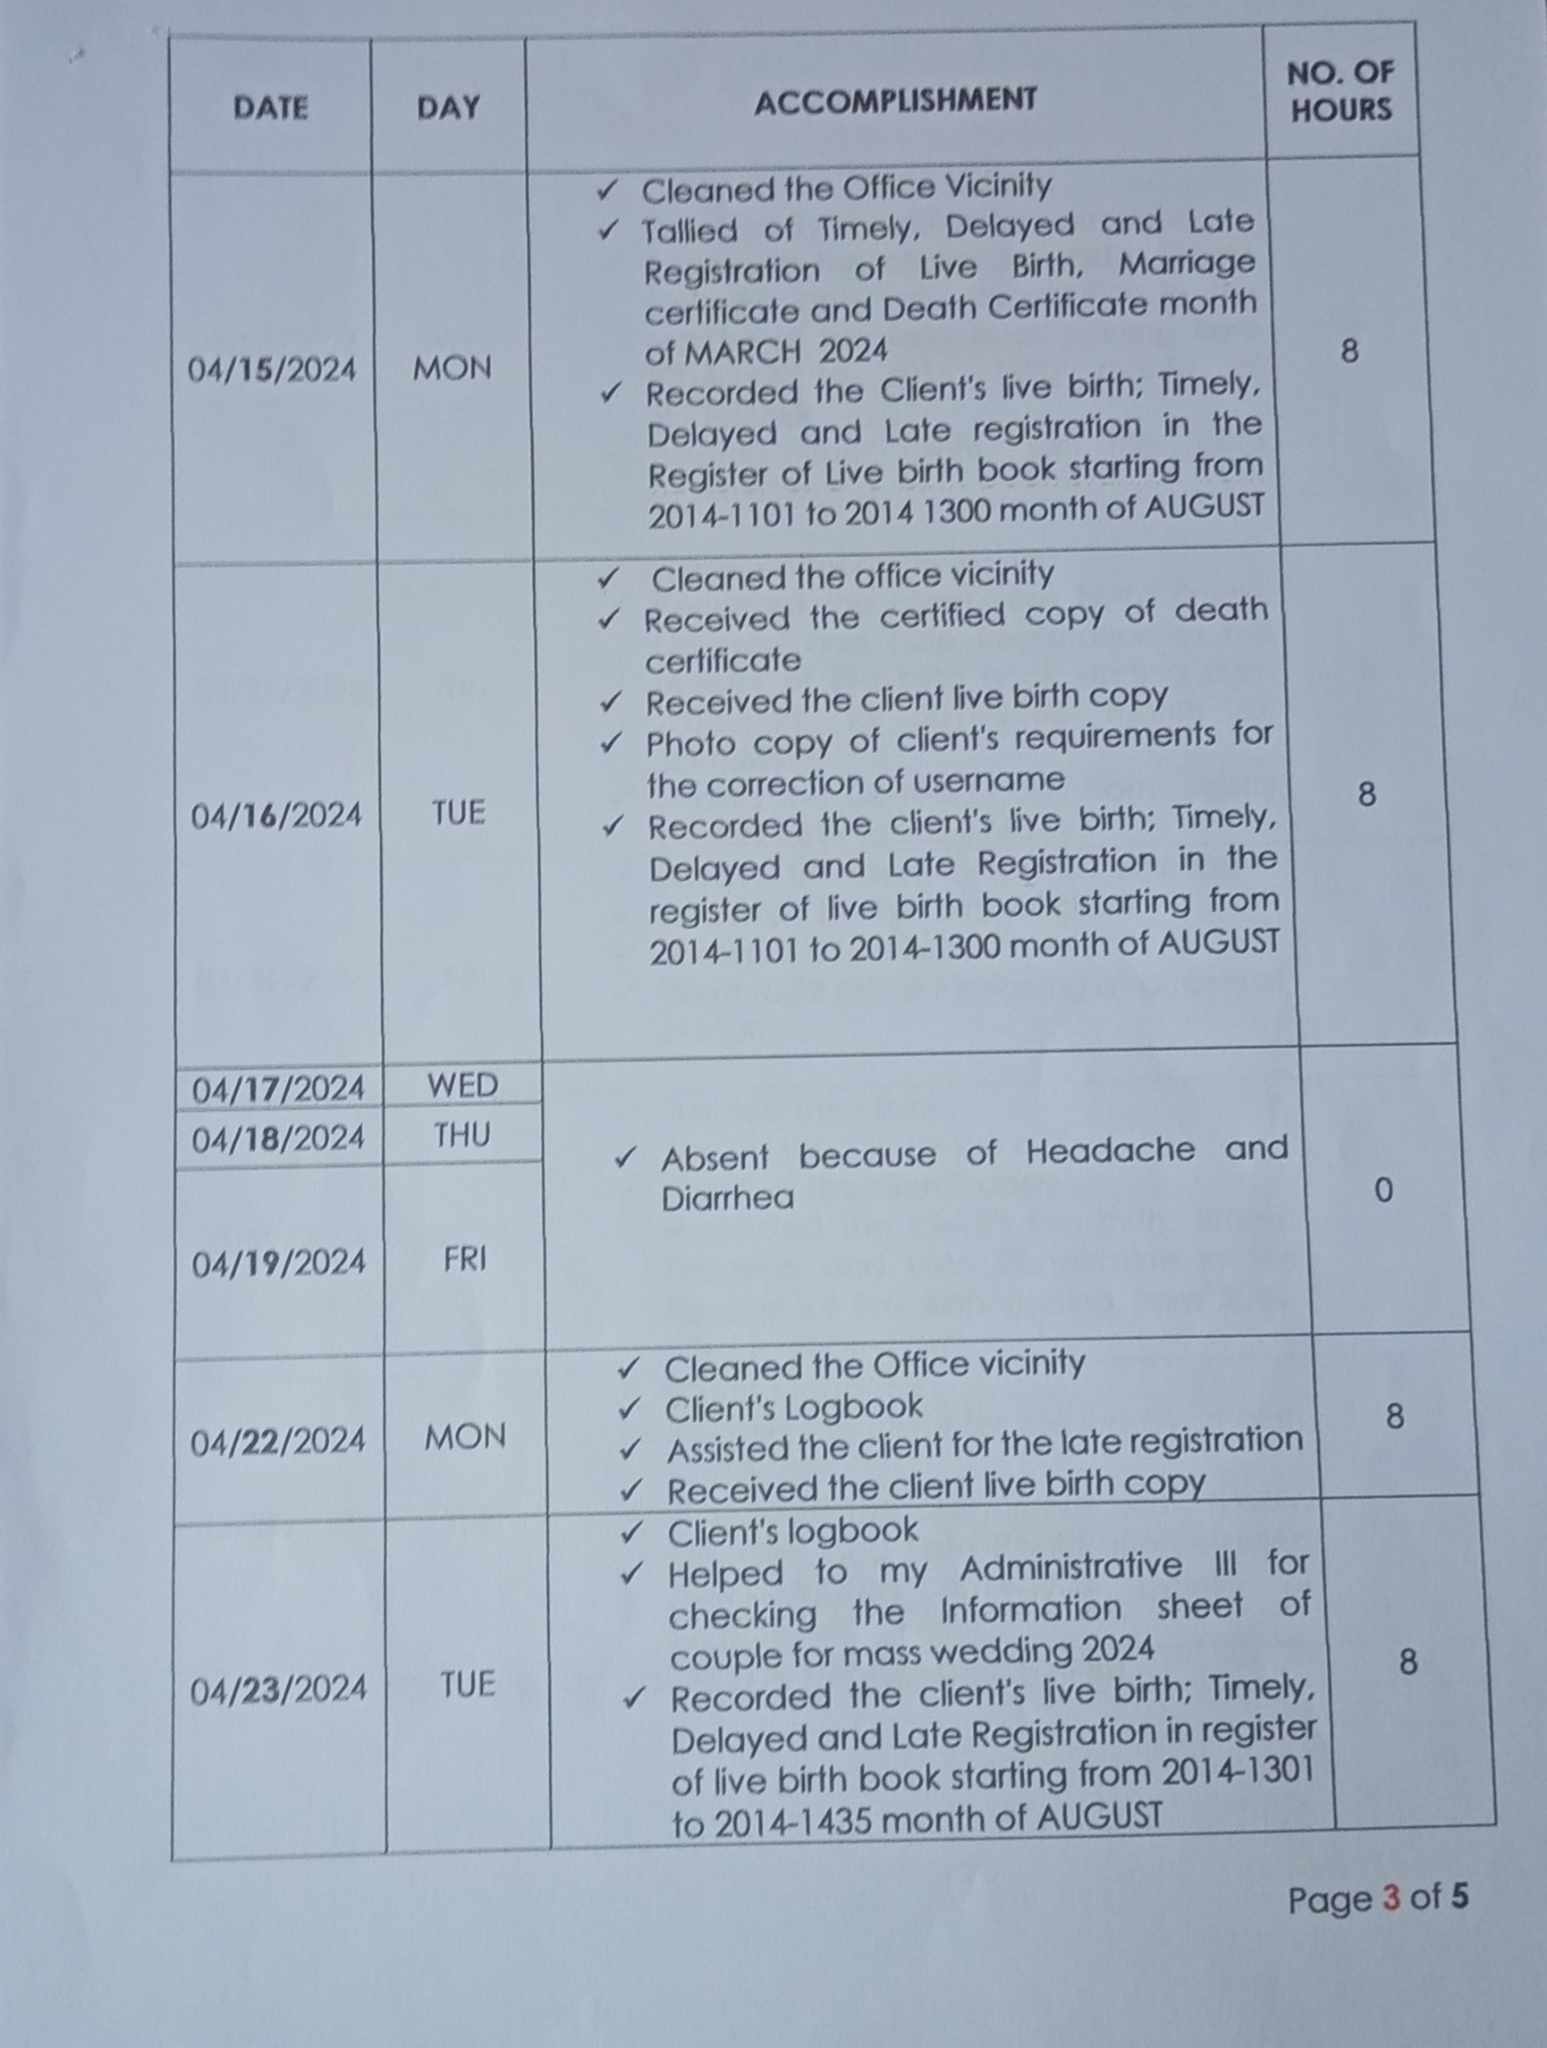 DATE DAY ACCOMPLISHMENT NO. OF HOURS
04/15/2024 MON 8
✓ Cleaned the Office Vicinity
✓ Tallied of Timely, Delayed and Late
Registration of Live Birth, Marriage
certificate and Death Certificate month
of MARCH 2024
✓ Recorded the Client's live birth; Timely,
Delayed and Late registration in the
Register of Live birth book starting from
2014-1101 to 2014 1300 month of AUGUST
04/16/2024 TUE 8
✓ Cleaned the office vicinity
✓ Received the certified copy of death
certificate
✓ Received the client live birth copy
✓ Photo copy of client's requirements for
the correction of username
✓ Recorded the client's live birth; Timely,
Delayed and Late Registration in the
register of live birth book starting from
2014-1101 to 2014-1300 month of AUGUST
04/17/2024 WED
04/18/2024 THU
04/19/2024 FRI
✓ Absent because of Headache and
Diarrhea
0
04/22/2024 MON 8
✓ Cleaned the Office vicinity
✓ Client's Logbook
✓ Assisted the client for the late registration
✓ Received the client live birth copy
04/23/2024 TUE 8
✓ Client's logbook
✓ Helped to my Administrative III for
checking the Information sheet of
couple for mass wedding 2024
✓ Recorded the client's live birth; Timely,
Delayed and Late Registration in register
of live birth book starting from 2014-1301
to 2014-1435 month of AUGUST
Page 3 of 5